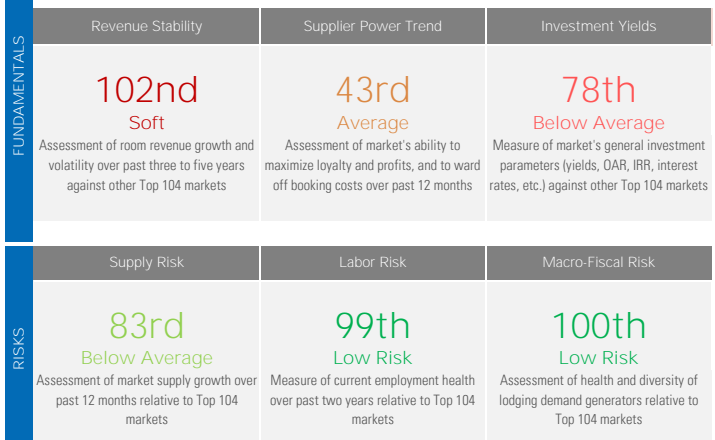 FUNDAMENTALS
Revenue Stability
102nd
Soft
Assessment of room revenue growth and
volatility over past three to five years
against other Top 104 markets
Supplier Power Trend
43rd
Average
Assessment of market's ability to
maximize loyalty and profits, and to ward
off booking costs over past 12 months
Investment Yields
78th
Below Average
Measure of market's general investment
parameters (yields, OAR, IRR, interest
rates, etc.) against other Top 104 markets
RISKS
Supply Risk
83rd
Below Average
Assessment of market supply growth over
past 12 months relative to Top 104
markets
Labor Risk
99th
Low Risk
Measure of current employment health
over past two years relative to Top 104
markets
Macro-Fiscal Risk
100th
Low Risk
Assessment of health and diversity of
lodging demand generators relative to
Top 104 markets